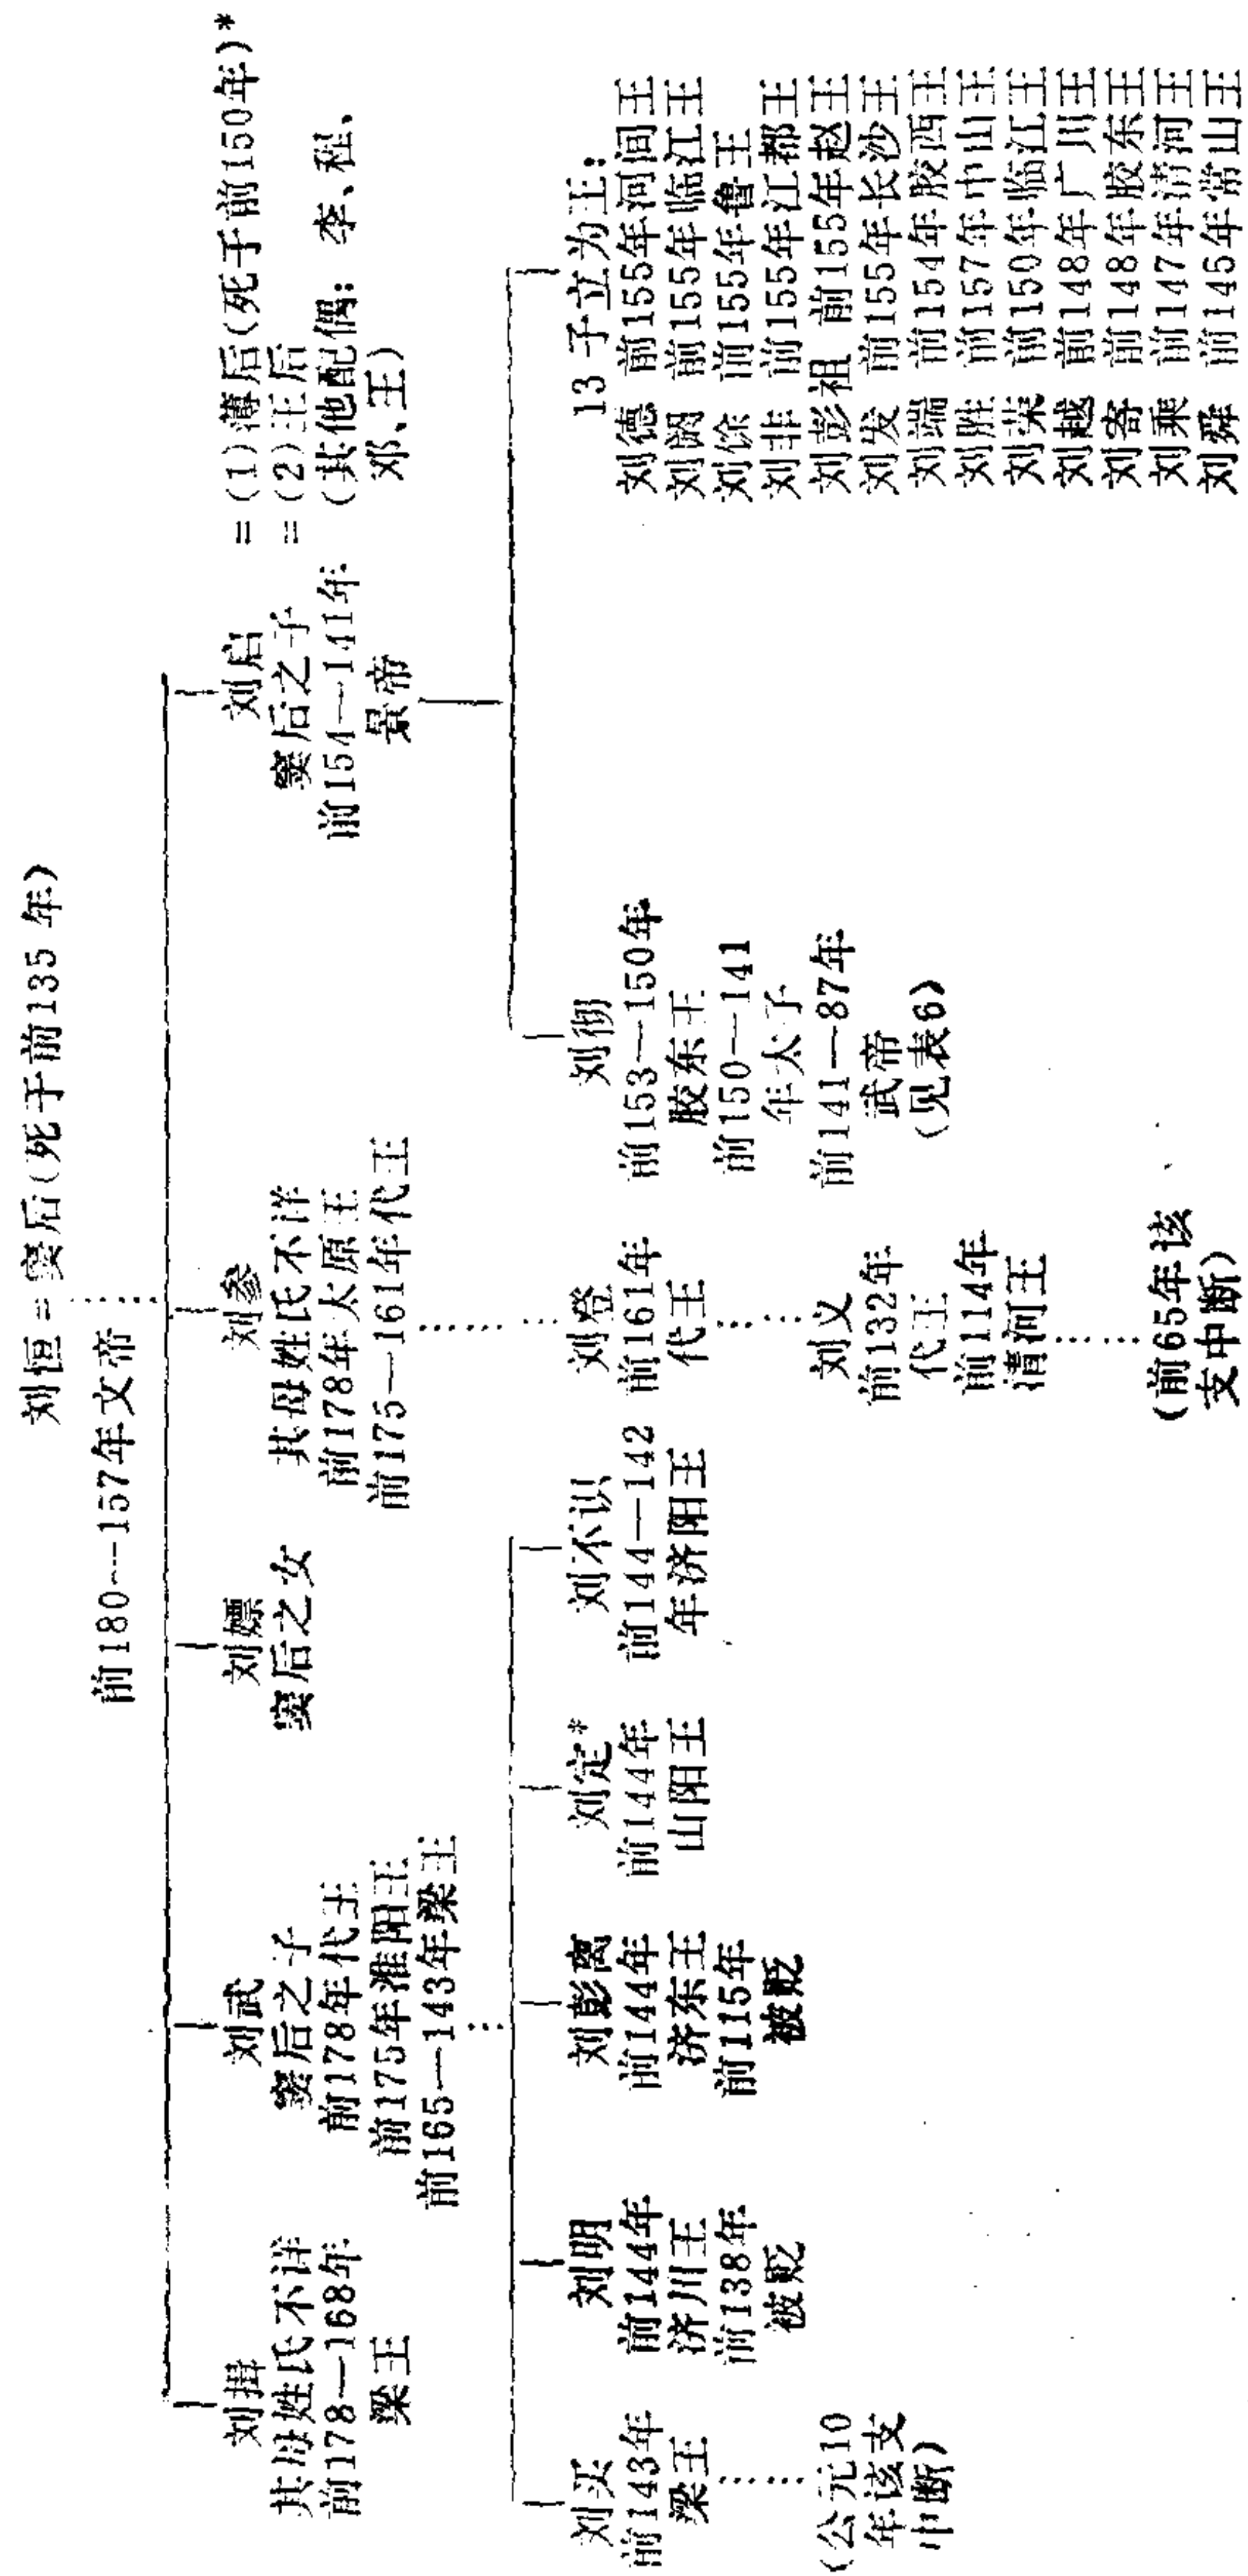 刘恒=窦后(死于前135年)
前180—157年文帝
刘揖
其母姓氏不详
前178—168年
梁王
刘武
窦后之子
前178年代王
前175年淮阳王
前165—143年梁王
刘嫖
窦后之女
刘参
其母姓氏不详
前178年太原王
前175—161年代王
刘启
窦后之子
前154—141年
景帝
=(1)薄后(死于前150年)*
=(2)王后
(其他配偶:李、程、
邓、王)
刘买
前143年
梁王
(公元10
年该支
中断)
刘明
前144年
济川王
前138年
被贬
刘彭离
前144年
济东王
前115年
被贬
刘定*
前144年
山阳王
刘不识
前144—142
年济阳王
刘登
前161年
代王
刘义
前132年
代王
前114年
清河王
(前65年该
支中断)
刘彻
前153—150年
胶东王
前150—141
年太子
前141—87年
武帝
(见表6)
13子立为王:
刘德 前155年河间王
刘阏 前155年临江王
刘馀 前155年鲁王
刘非 前155年江都王
刘彭祖 前155年赵王
刘发 前155年长沙王
刘端 前154年胶西王
刘胜 前157年中山王
刘荣 前150年临江王
刘越 前148年广川王
刘寄 前148年胶东王
刘乘 前147年清河王
刘舜 前145年常山王